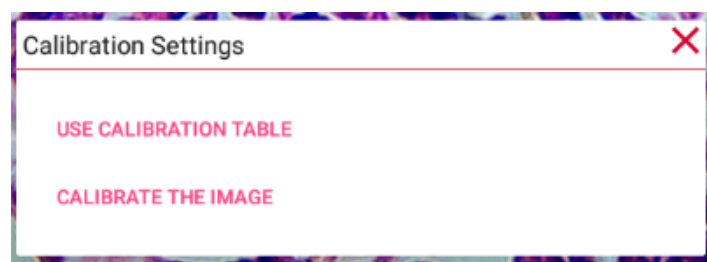 Calibration Settings
USE CALIBRATION TABLE
CALIBRATE THE IMAGE